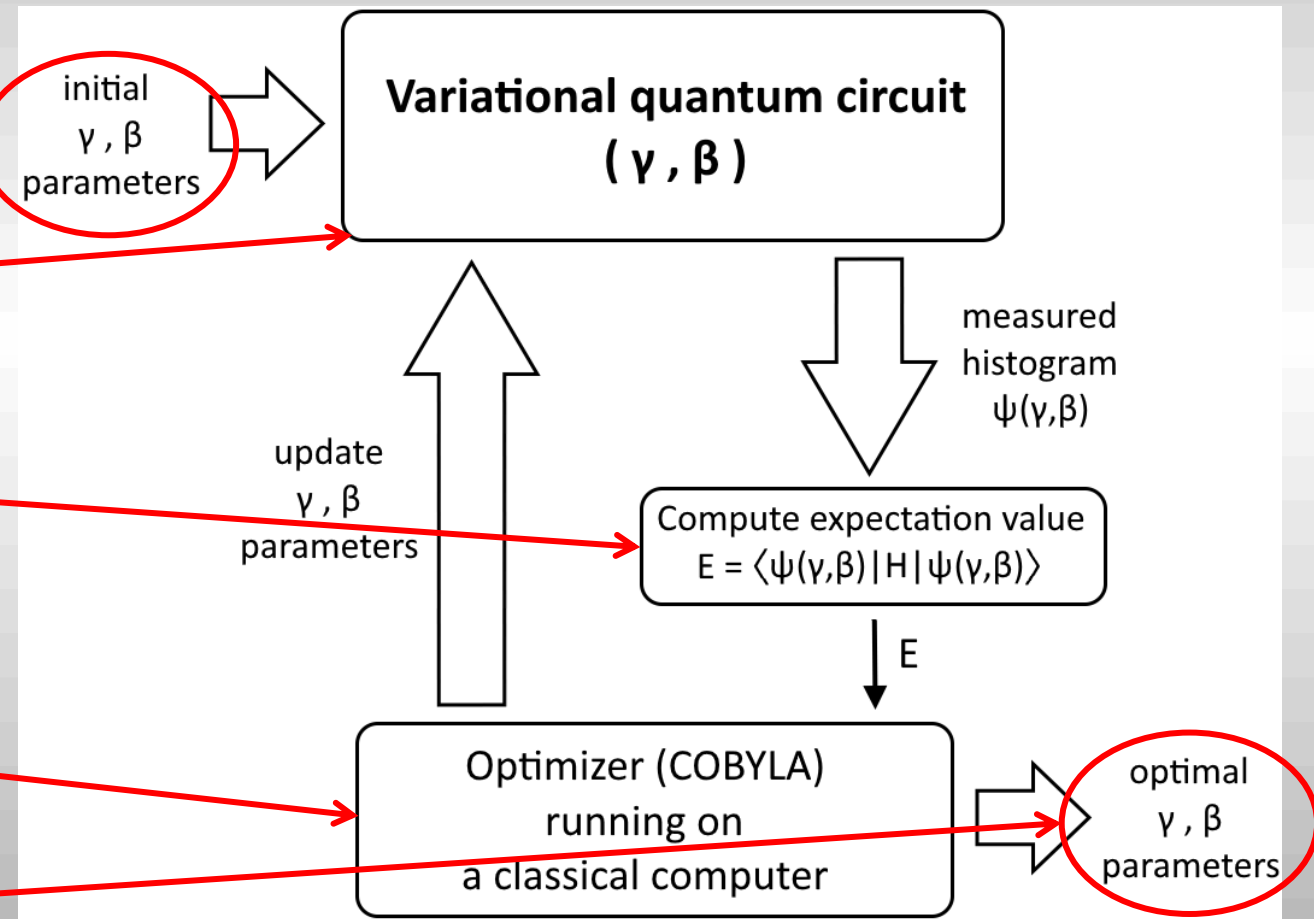 initial
γ , β
parameters
Variational quantum circuit
( γ , β )
measured
histogram
ψ(γ,β)
update
γ , β
parameters
Compute expectation value
E = ⟨ψ(γ,β)|H|ψ(γ,β)⟩
E
Optimizer (COBYLA)
running on
a classical computer
optimal
γ , β
parameters